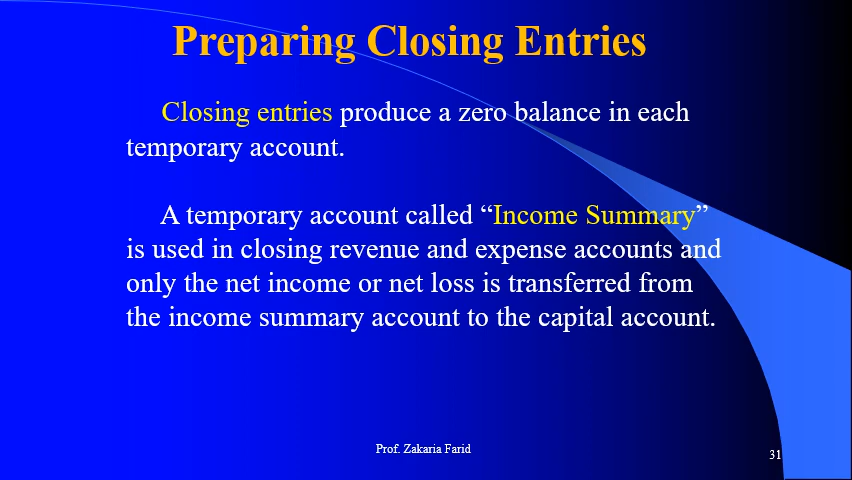 Preparing Closing Entries
Closing entries produce a zero balance in each
temporary account.
A temporary account called “Income Summary”
is used in closing revenue and expense accounts and
only the net income or net loss is transferred from
the income summary account to the capital account.
Prof. Zakaria Farid
31